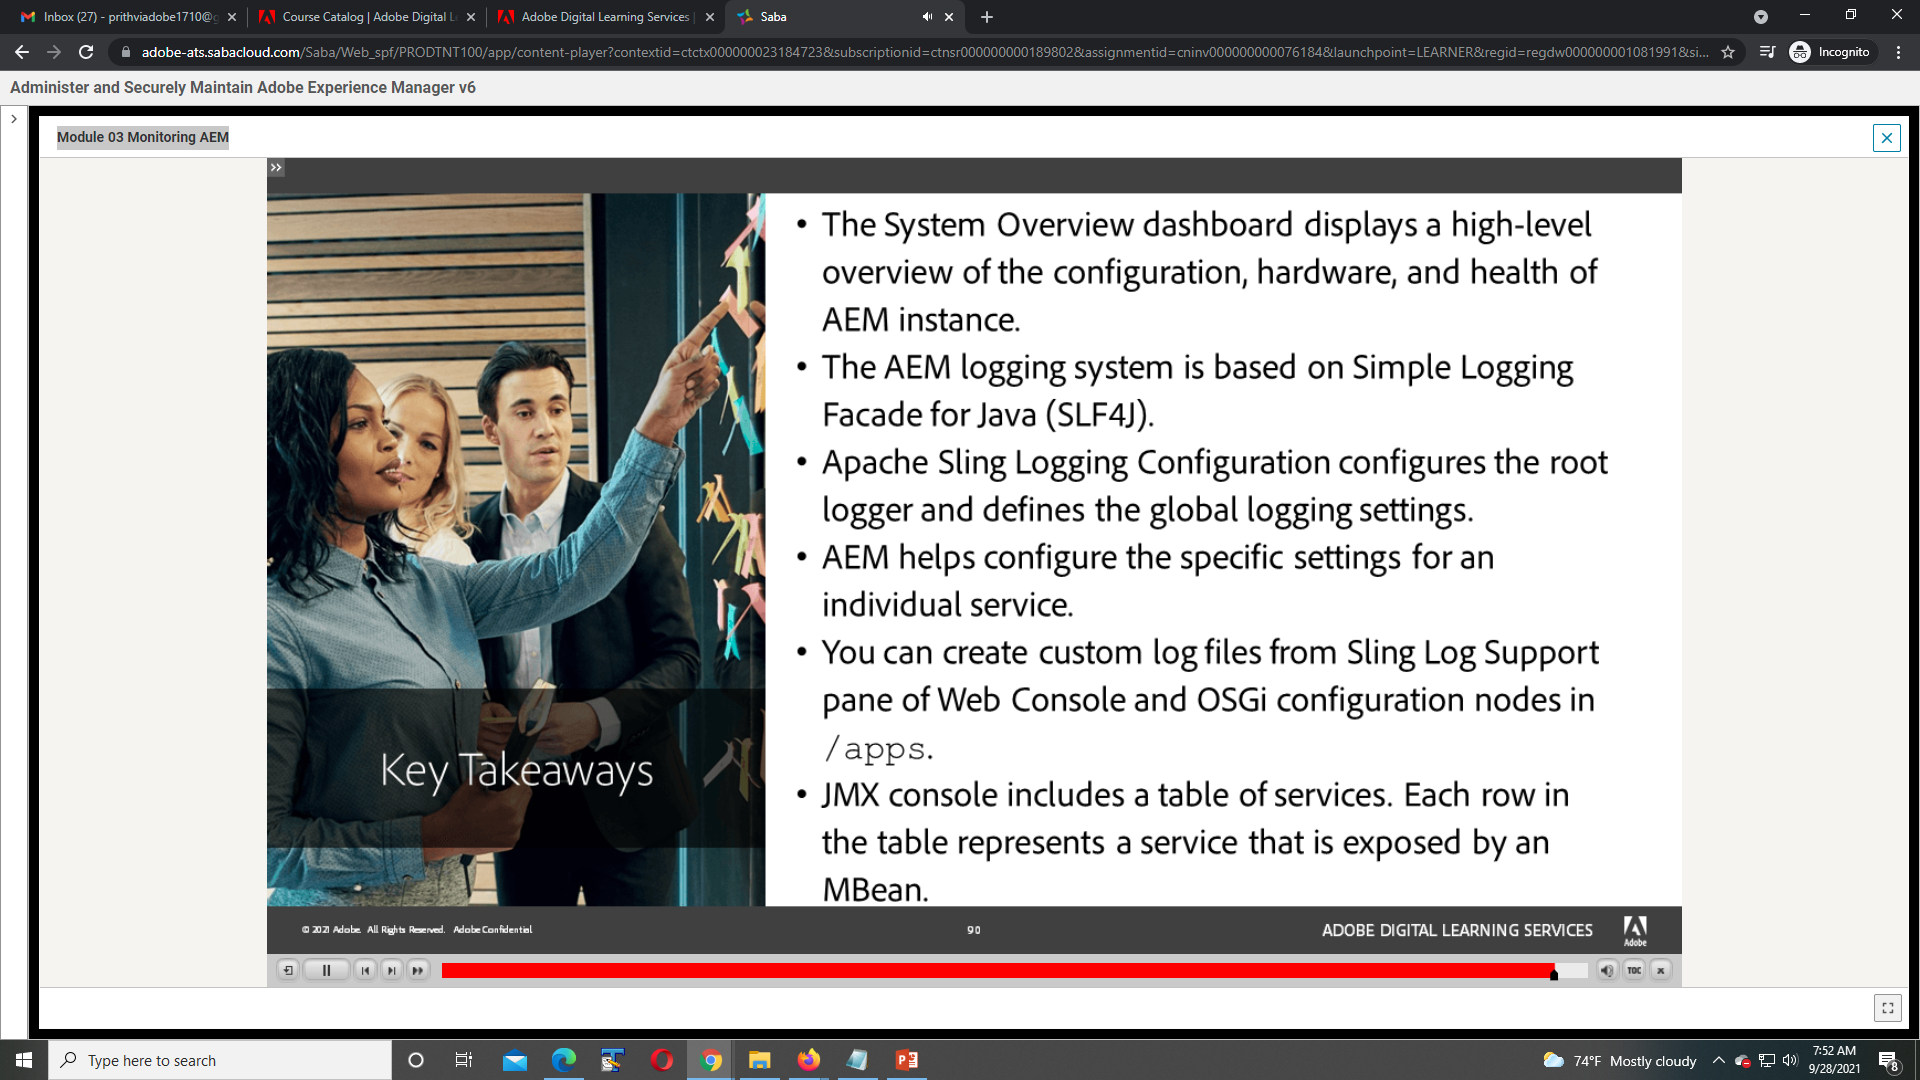 Inbox (27) - prithviadobe1710@g
Course Catalog | Adobe Digital L
Adobe Digital Learning Services |
Saba
adobe-ats.sabacloud.com/Saba/Web_spf/PRODTNT100/app/content-player?contextid=ctctx000000023184723&subscriptionid=ctnsr0000000000189802&assignmentid=cninv000000000076184&launchpoint=LEARNER&regid=regdw000000001081991&si...
Incognito
Administer and Securely Maintain Adobe Experience Manager v6
Module 03 Monitoring AEM
• The System Overview dashboard displays a high-level
overview of the configuration, hardware, and health of
AEM instance.
• The AEM logging system is based on Simple Logging
Facade for Java (SLF4J).
• Apache Sling Logging Configuration configures the root
logger and defines the global logging settings.
• AEM helps configure the specific settings for an
individual service.
• You can create custom log files from Sling Log Support
pane of Web Console and OSGi configuration nodes in
/apps.
• JMX console includes a table of services. Each row in
the table represents a service that is exposed by an
MBean.
Key Takeaways
© 2021 Adobe. All Rights Reserved. Adobe Confidential.
90
ADOBE DIGITAL LEARNING SERVICES
Adobe
TOC
Type here to search
74°F Mostly cloudy
7:52 AM
9/28/2021
8